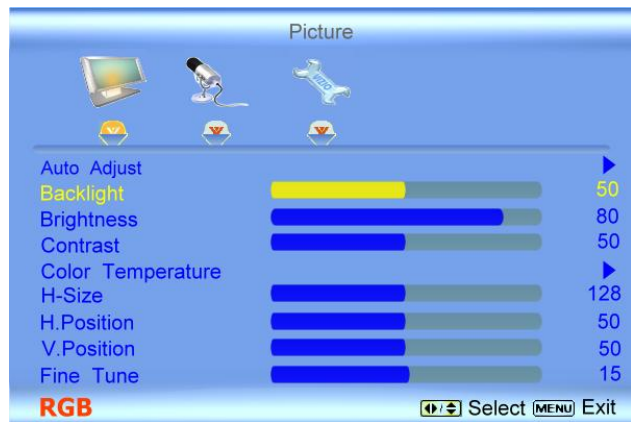 Picture
VIZIO
Auto Adjust
Backlight 50
Brightness 80
Contrast 50
Color Temperature
H-Size 128
H.Position 50
V.Position 50
Fine Tune 15
RGB Select MENU Exit